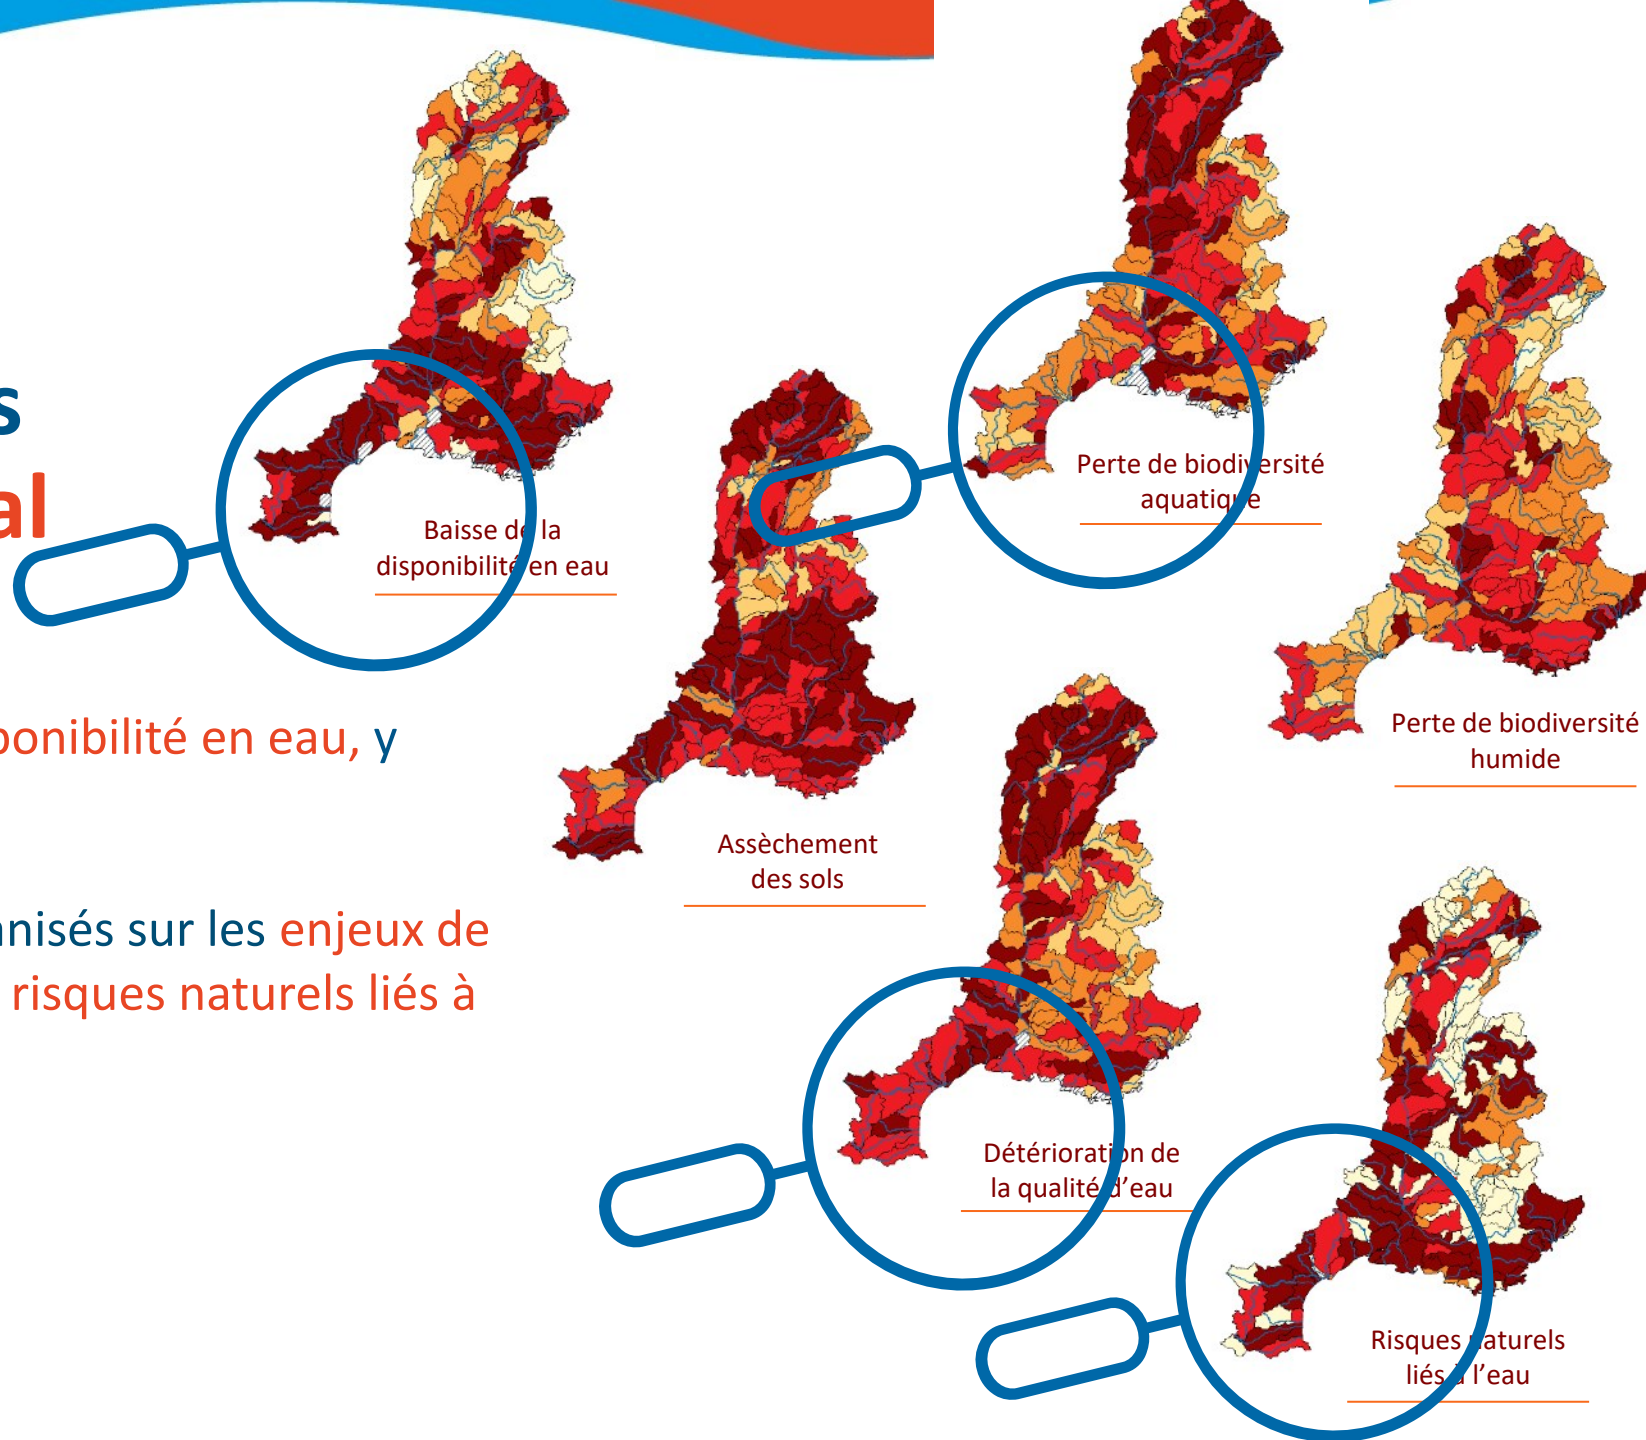 s
al
ponibilité en eau, y
nisés sur les enjeux de
risques naturels liés à
Baisse de la
disponibilité en eau
Perte de biodiversité
aquatique
Assèchement
des sols
Perte de biodiversité
humide
Détérioration de
la qualité d’eau
Risques naturels
liés à l’eau